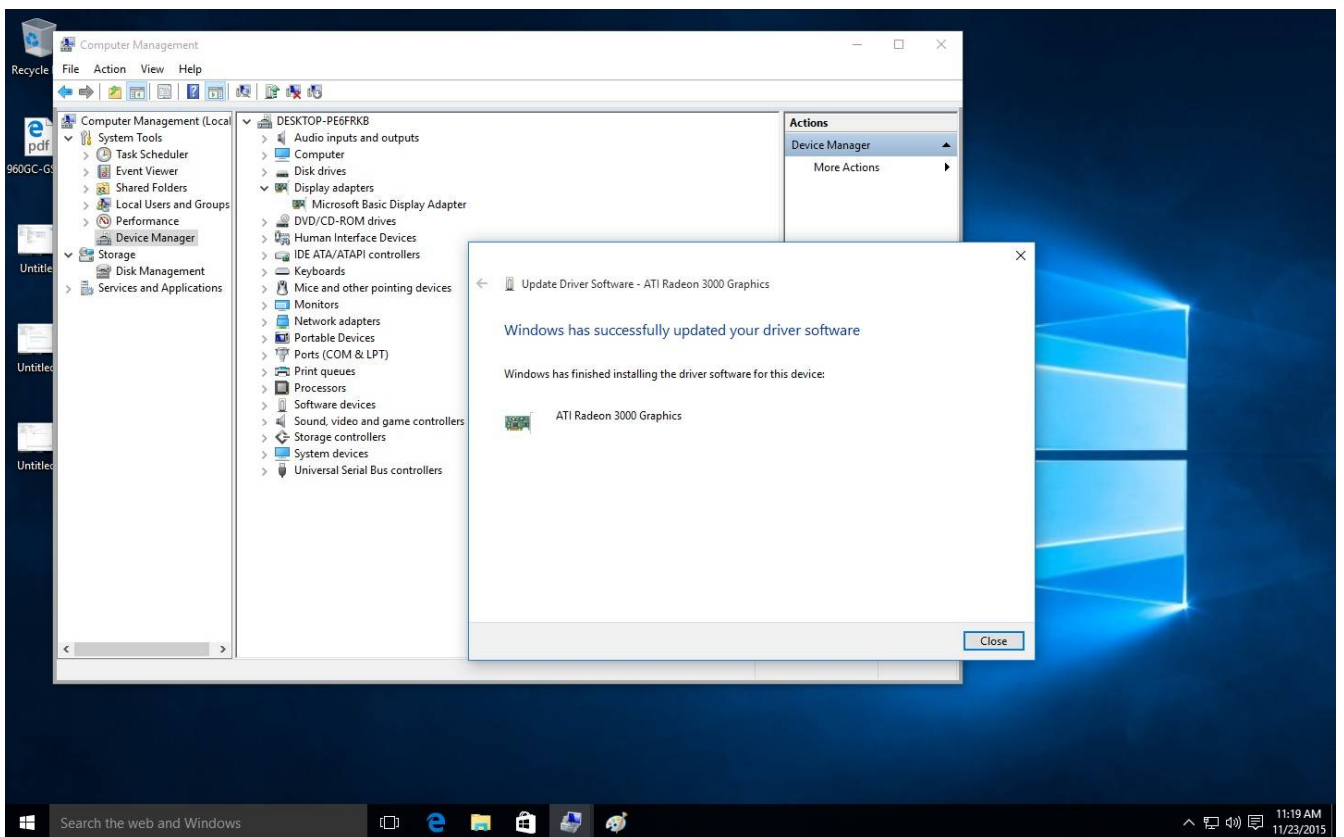 Recycle
pdf
960GC-GS
Untitle
Untitled
Untitled
Computer Management
File Action View Help
Computer Management (Local
System Tools
Task Scheduler
Event Viewer
Shared Folders
Local Users and Groups
Performance
Device Manager
Storage
Disk Management
Services and Applications
DESKTOP-PE6FRKB
Audio inputs and outputs
Computer
Disk drives
Display adapters
Microsoft Basic Display Adapter
DVD/CD-ROM drives
Human Interface Devices
IDE ATA/ATAPI controllers
Keyboards
Mice and other pointing devices
Monitors
Network adapters
Portable Devices
Ports (COM & LPT)
Print queues
Processors
Software devices
Sound, video and game controllers
Storage controllers
System devices
Universal Serial Bus controllers
Actions
Device Manager
More Actions
Update Driver Software - ATI Radeon 3000 Graphics
Windows has successfully updated your driver software
Windows has finished installing the driver software for this device:
ATI Radeon 3000 Graphics
Close
Search the web and Windows
11:19 AM
11/23/2015